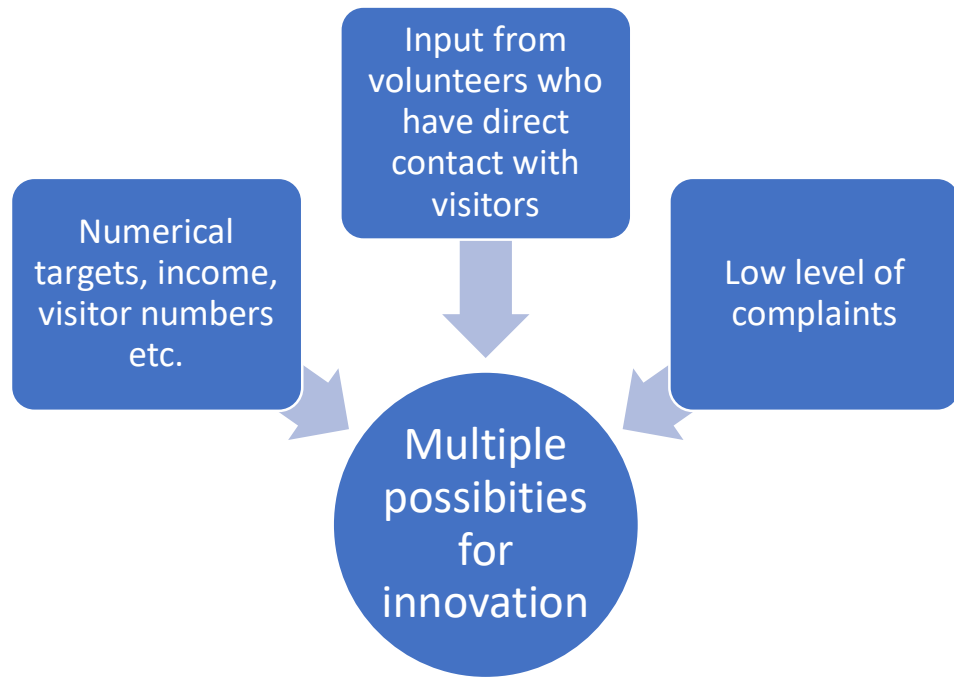 Input from
volunteers who
have direct
contact with
visitors
Numerical
targets, income,
visitor numbers
etc.
Low level of
complaints
Multiple
possibities
for
innovation